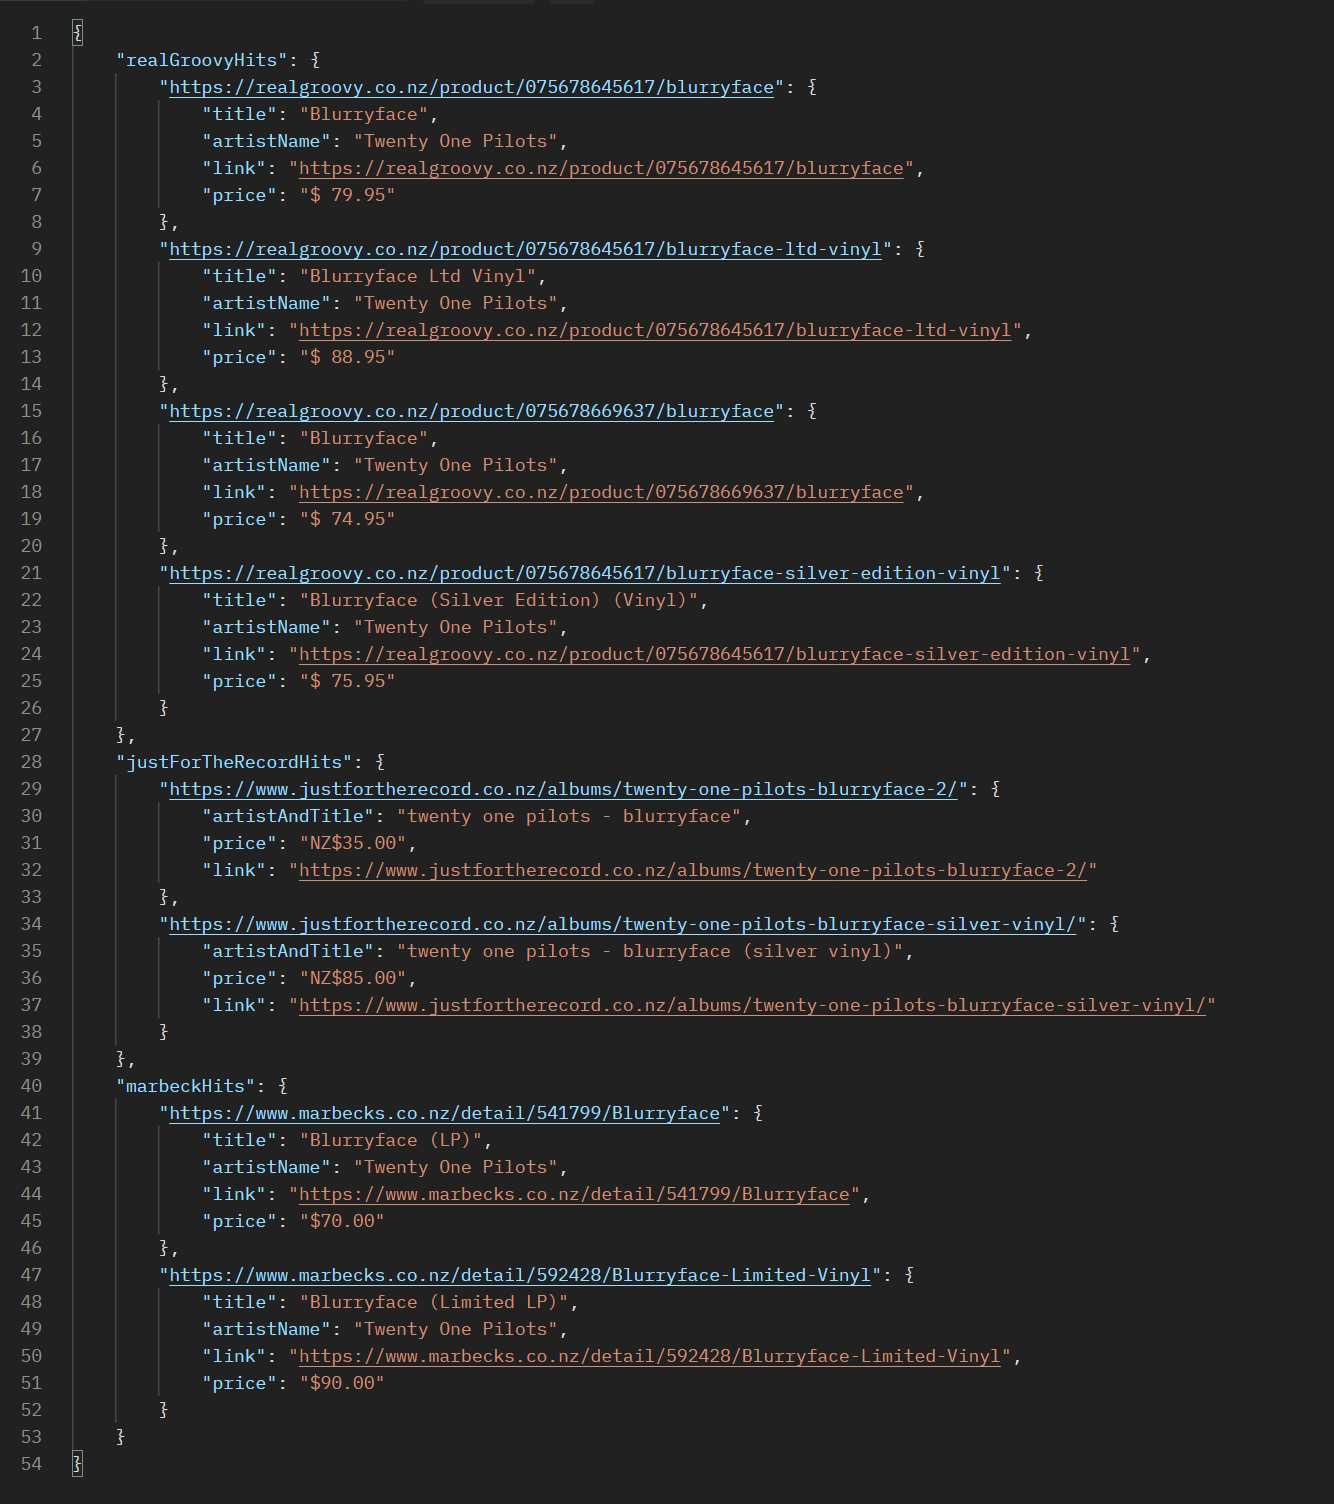 1 {
2     "realGroovyHits": {
3         "https://realgroovy.co.nz/product/075678645617/blurryface": {
4             "title": "Blurryface",
5             "artistName": "Twenty One Pilots",
6             "link": "https://realgroovy.co.nz/product/075678645617/blurryface",
7             "price": "$ 79.95"
8         },
9         "https://realgroovy.co.nz/product/075678645617/blurryface-ltd-vinyl": {
10             "title": "Blurryface Ltd Vinyl",
11             "artistName": "Twenty One Pilots",
12             "link": "https://realgroovy.co.nz/product/075678645617/blurryface-ltd-vinyl",
13             "price": "$ 88.95"
14         },
15         "https://realgroovy.co.nz/product/075678669637/blurryface": {
16             "title": "Blurryface",
17             "artistName": "Twenty One Pilots",
18             "link": "https://realgroovy.co.nz/product/075678669637/blurryface",
19             "price": "$ 74.95"
20         },
21         "https://realgroovy.co.nz/product/075678645617/blurryface-silver-edition-vinyl": {
22             "title": "Blurryface (Silver Edition) (Vinyl)",
23             "artistName": "Twenty One Pilots",
24             "link": "https://realgroovy.co.nz/product/075678645617/blurryface-silver-edition-vinyl",
25             "price": "$ 75.95"
26         }
27     },
28     "justForTheRecordHits": {
29         "https://www.justfortherecord.co.nz/albums/twenty-one-pilots-blurryface-2/": {
30             "artistAndTitle": "twenty one pilots - blurryface",
31             "price": "NZ$35.00",
32             "link": "https://www.justfortherecord.co.nz/albums/twenty-one-pilots-blurryface-2/"
33         },
34         "https://www.justfortherecord.co.nz/albums/twenty-one-pilots-blurryface-silver-vinyl/": {
35             "artistAndTitle": "twenty one pilots - blurryface (silver vinyl)",
36             "price": "NZ$85.00",
37             "link": "https://www.justfortherecord.co.nz/albums/twenty-one-pilots-blurryface-silver-vinyl/"
38         }
39     },
40     "marbeckHits": {
41         "https://www.marbecks.co.nz/detail/541799/Blurryface": {
42             "title": "Blurryface (LP)",
43             "artistName": "Twenty One Pilots",
44             "link": "https://www.marbecks.co.nz/detail/541799/Blurryface",
45             "price": "$70.00"
46         },
47         "https://www.marbecks.co.nz/detail/592428/Blurryface-Limited-Vinyl": {
48             "title": "Blurryface (Limited LP)",
49             "artistName": "Twenty One Pilots",
50             "link": "https://www.marbecks.co.nz/detail/592428/Blurryface-Limited-Vinyl",
51             "price": "$90.00"
52         }
53     }
54 }